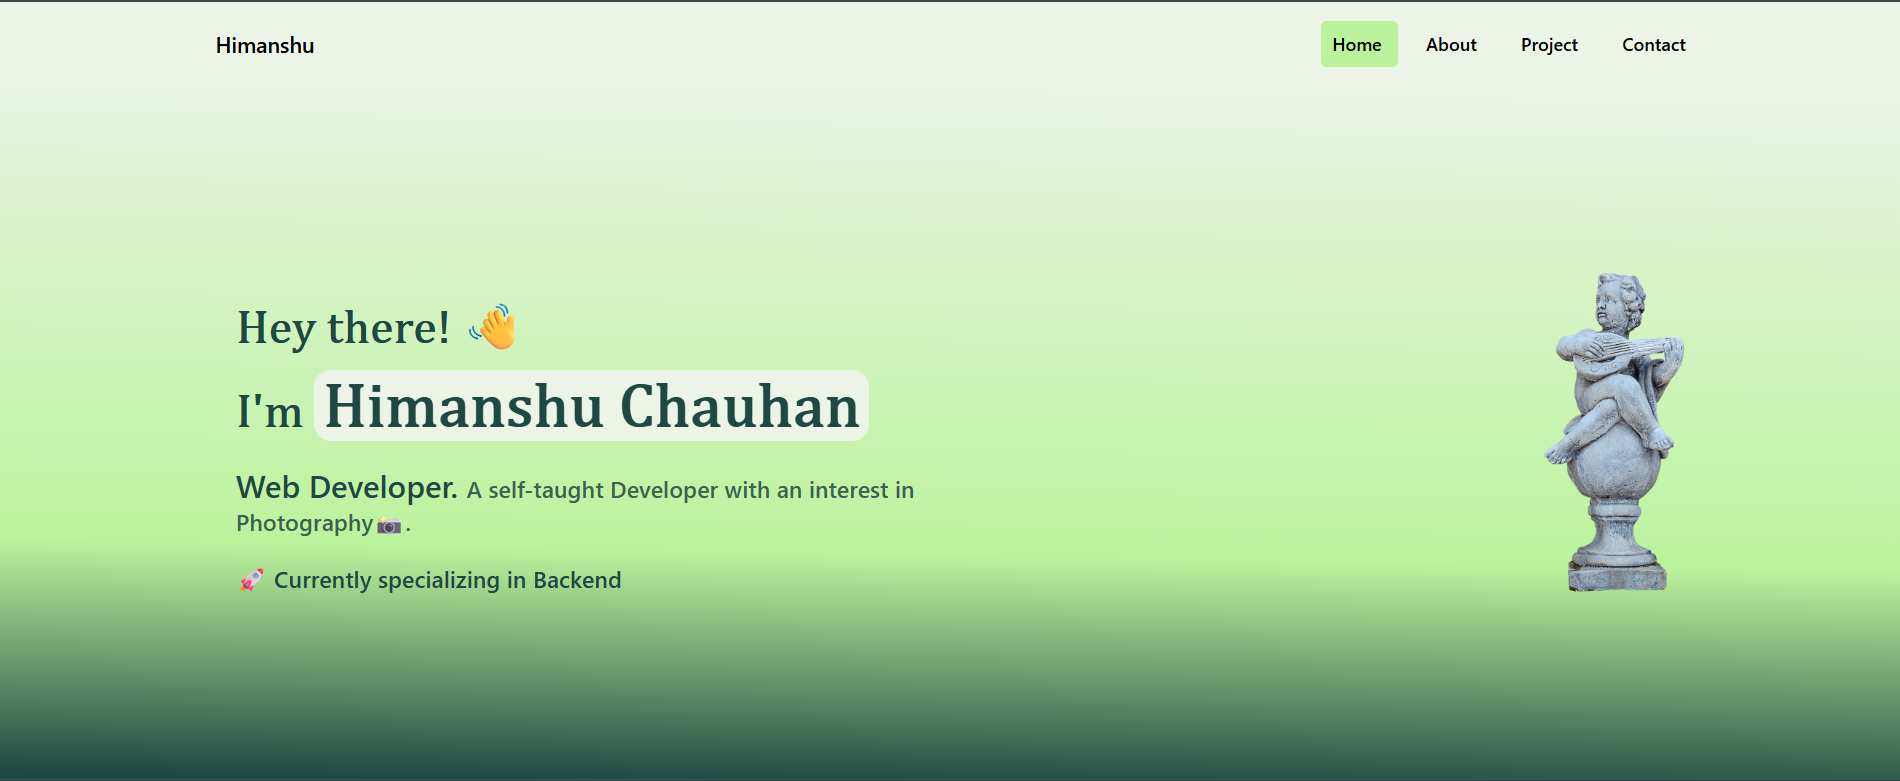 Himanshu
Home About Project Contact
Hey there! 👋
I'm Himanshu Chauhan
Web Developer. A self-taught Developer with an interest in
Photography📸.
🚀 Currently specializing in Backend